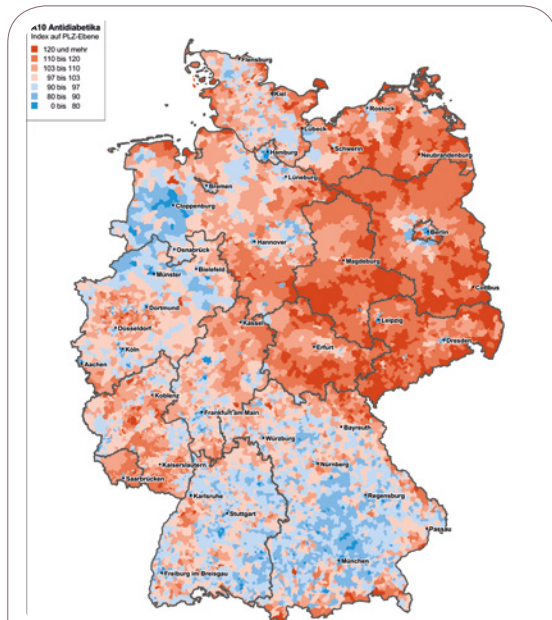 A10 Antidiabetika
Index auf PLZ-Ebene
120 und mehr
110 bis 120
103 bis 110
97 bis 103
90 bis 97
80 bis 90
0 bis 80
Flensburg
Kiel
Rostock
Lübeck
Schwerin
Hamburg
Neubrandenburg
Lüneburg
Bremen
Cloppenburg
Berlin
Osnabrück
Hannover
Magdeburg
Bielefeld
Münster
Cottbus
Dortmund
Leipzig
Kassel
Düsseldorf
Dresden
Erfurt
Köln
Aachen
Koblenz
Frankfurt am Main
Bayreuth
Würzburg
Kaiserslautern
Nürnberg
Saarbrücken
Karlsruhe
Regensburg
Stuttgart
Passau
München
Freiburg im Breisgau